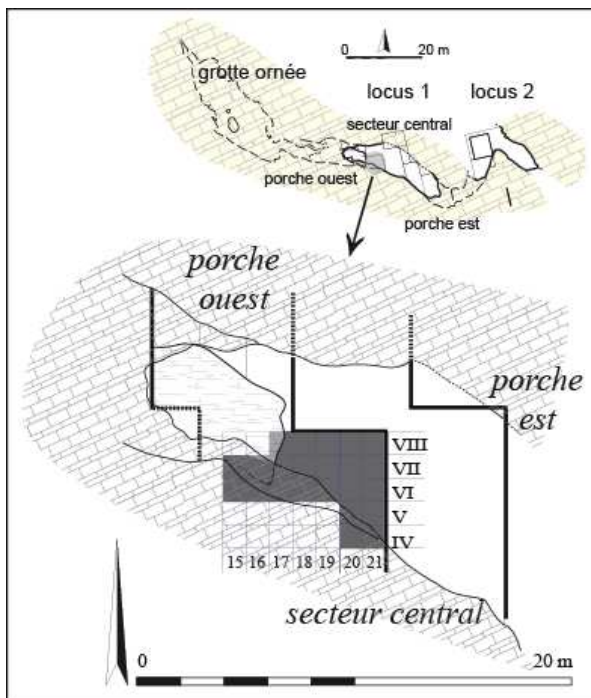 0 20 m
grotte ornée
locus 1 locus 2
secteur central
porche ouest
porche est
porche
ouest
porche
est
VIII
VII
VI
V
IV
15 16 17 18 19 20 21
secteur central
0 20 m